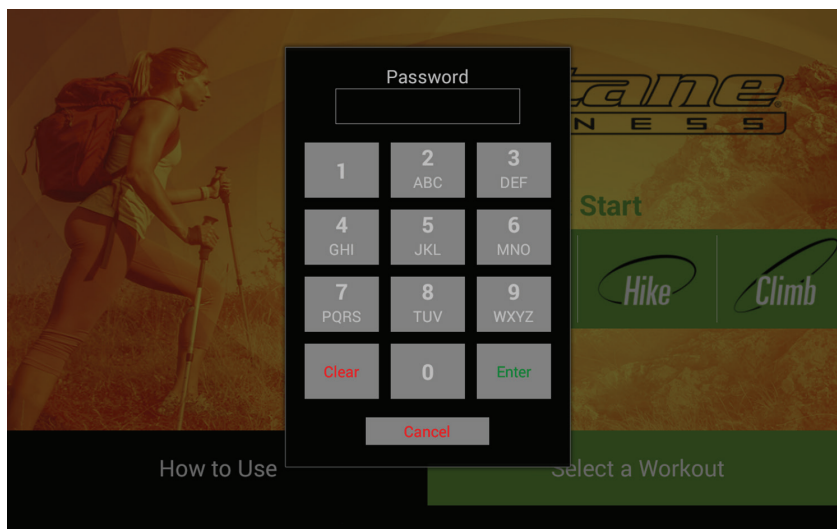 Password
1
2
ABC
3
DEF
4
GHI
5
JKL
6
MNO
7
PQRS
8
TUV
9
WXYZ
Clear
0
Enter
Cancel
Start
Hike
Climb
How to Use
Select a Workout